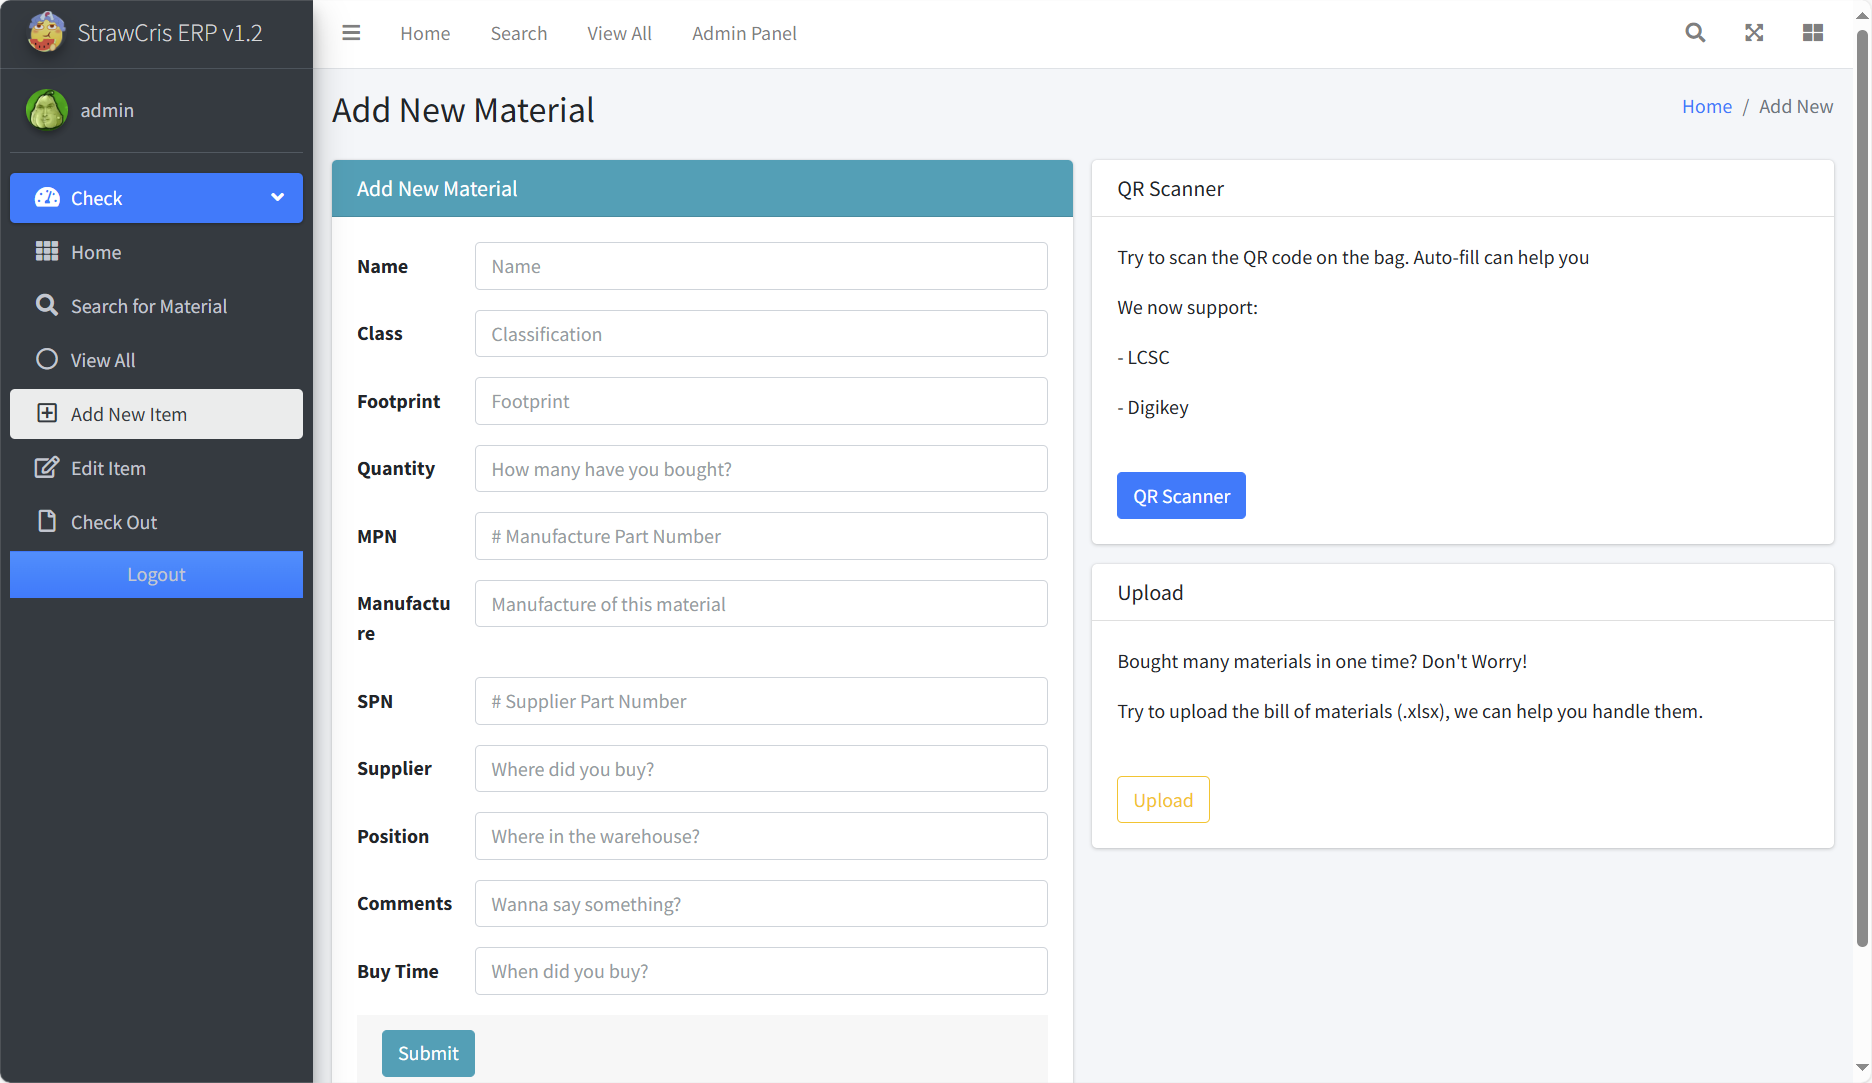 StrawCris ERP v1.2
Home
Search
View All
Admin Panel
admin
Check
Home
Search for Material
View All
Add New Item
Edit Item
Check Out
Logout
Add New Material
Home / Add New
Add New Material
Name
Name
Class
Classification
Footprint
Footprint
Quantity
How many have you bought?
MPN
# Manufacture Part Number
Manufactu
re
Manufacture of this material
SPN
# Supplier Part Number
Supplier
Where did you buy?
Position
Where in the warehouse?
Comments
Wanna say something?
Buy Time
When did you buy?
Submit
QR Scanner
Try to scan the QR code on the bag. Auto-fill can help you
We now support:
- LCSC
- Digikey
QR Scanner
Upload
Bought many materials in one time? Don't Worry!
Try to upload the bill of materials (.xlsx), we can help you handle them.
Upload